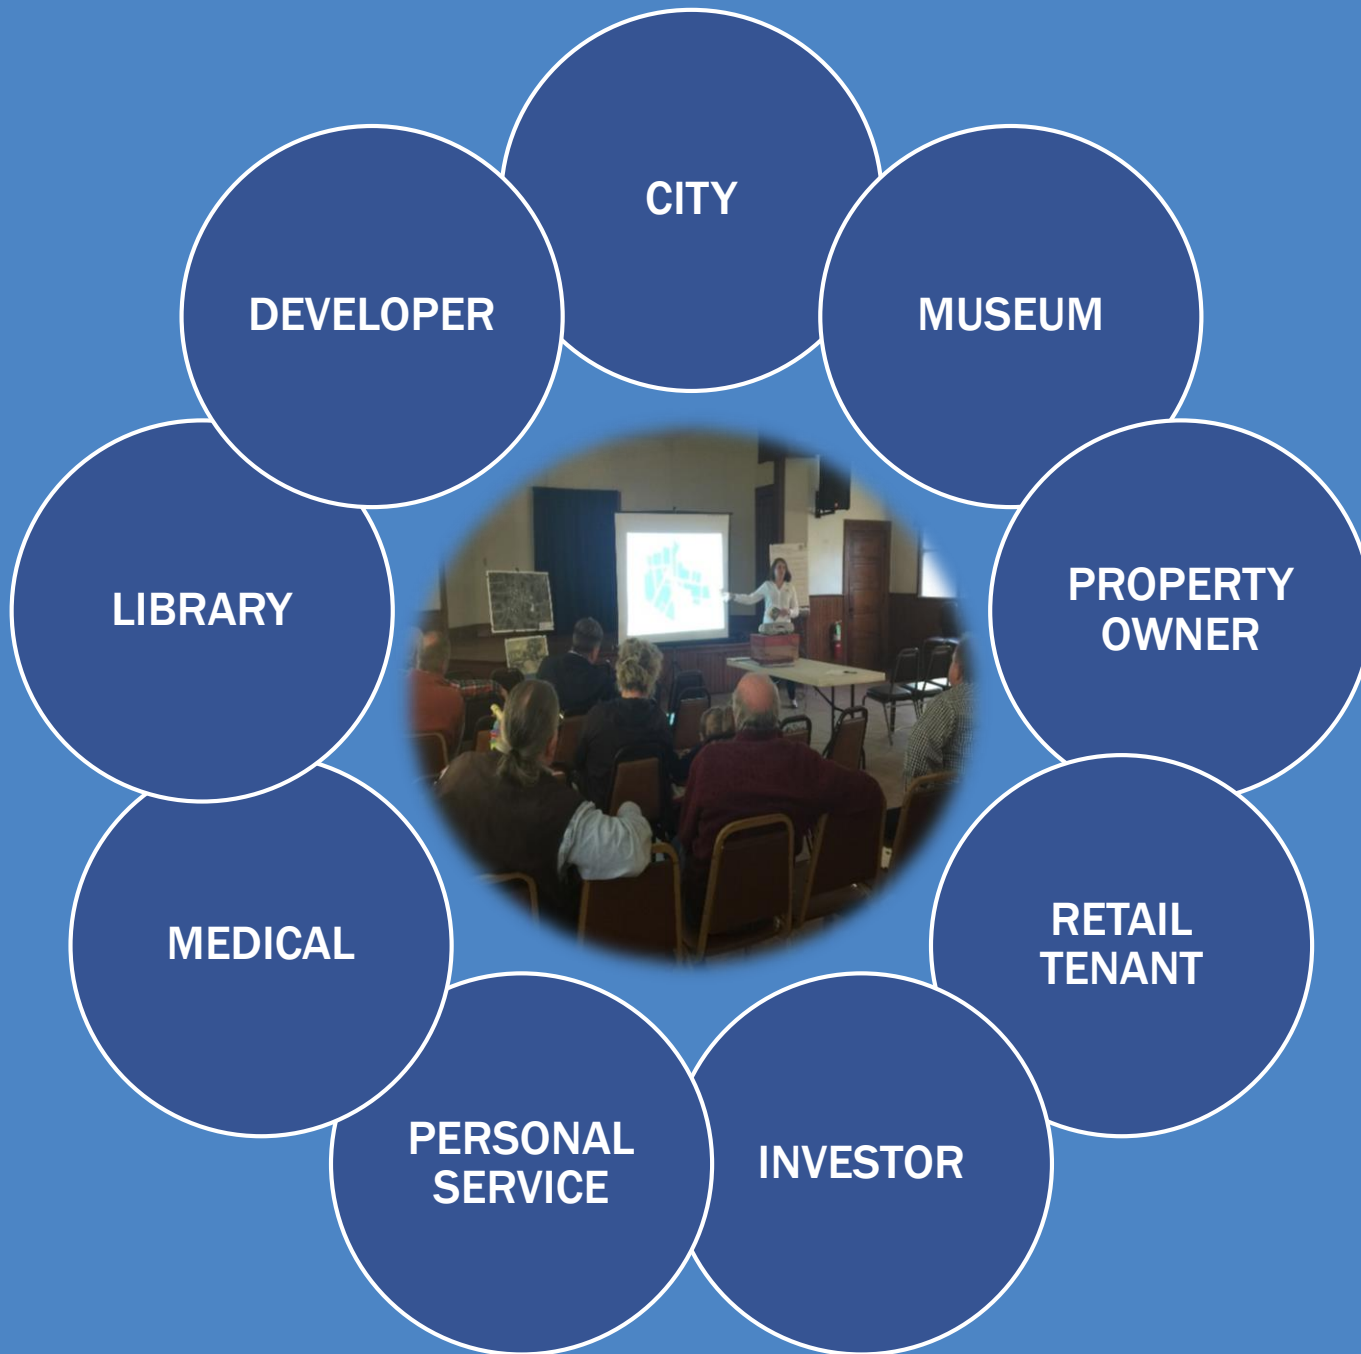 CITY
MUSEUM
PROPERTY
OWNER
RETAIL
TENANT
INVESTOR
PERSONAL
SERVICE
MEDICAL
LIBRARY
DEVELOPER